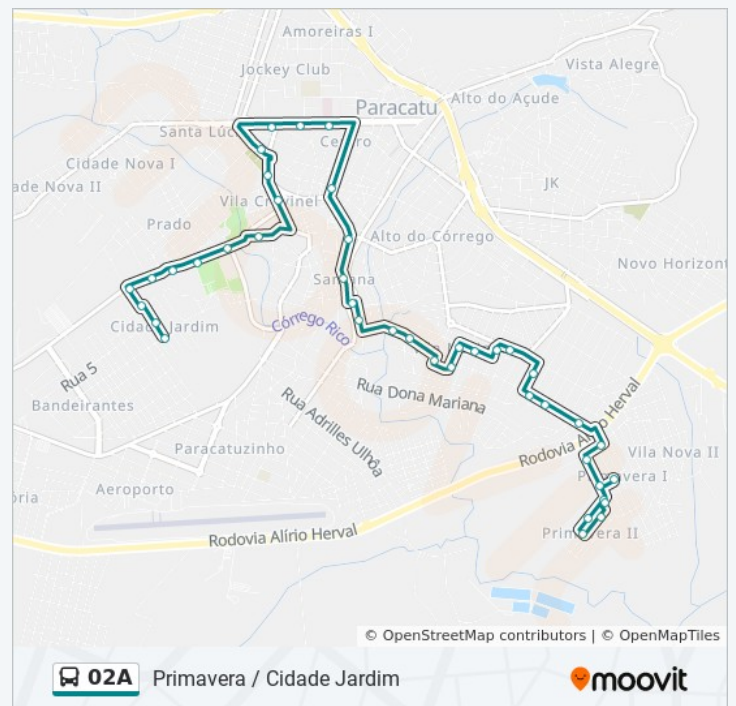 Amoreiras I
Jockey Club
Vista Alegre
Paracatu
Alto do Açude
Santa Lúc
Centro
Cidade Nova I
ade Nova II
JK
Vila Cr vinel
Prado
Alto do Córrego
Novo Horizont
Santana
Córrego Rico
Cidade Jardim
Rua 5
Rua Dona Mariana
Bandeirantes
Rua Adrilles Ulhôa
Rodovia Alírio Herval
Paracatuzinho
Vila Nova II
Primavera I
ria
Aeroporto
Rodovia Alírio Herval
Primavera II
© OpenStreetMap contributors | © OpenMapTiles
02A Primavera / Cidade Jardim
moovit